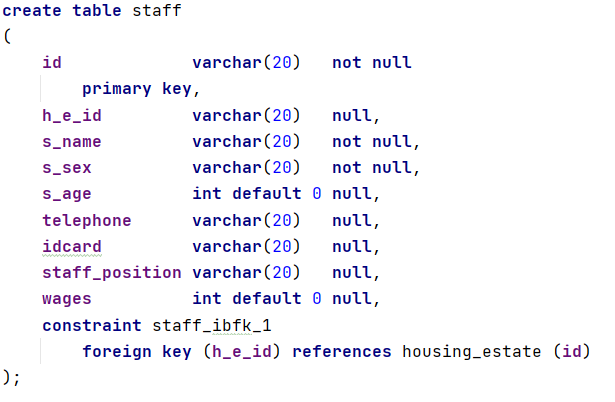 create table staff
(
    id             varchar(20)   not null
        primary key,
    h_e_id         varchar(20)   null,
    s_name         varchar(20)   not null,
    s_sex          varchar(20)   not null,
    s_age          int default 0 null,
    telephone      varchar(20)   null,
    idcard         varchar(20)   null,
    staff_position varchar(20)   null,
    wages          int default 0 null,
    constraint staff_ibfk_1
        foreign key (h_e_id) references housing_estate (id)
);